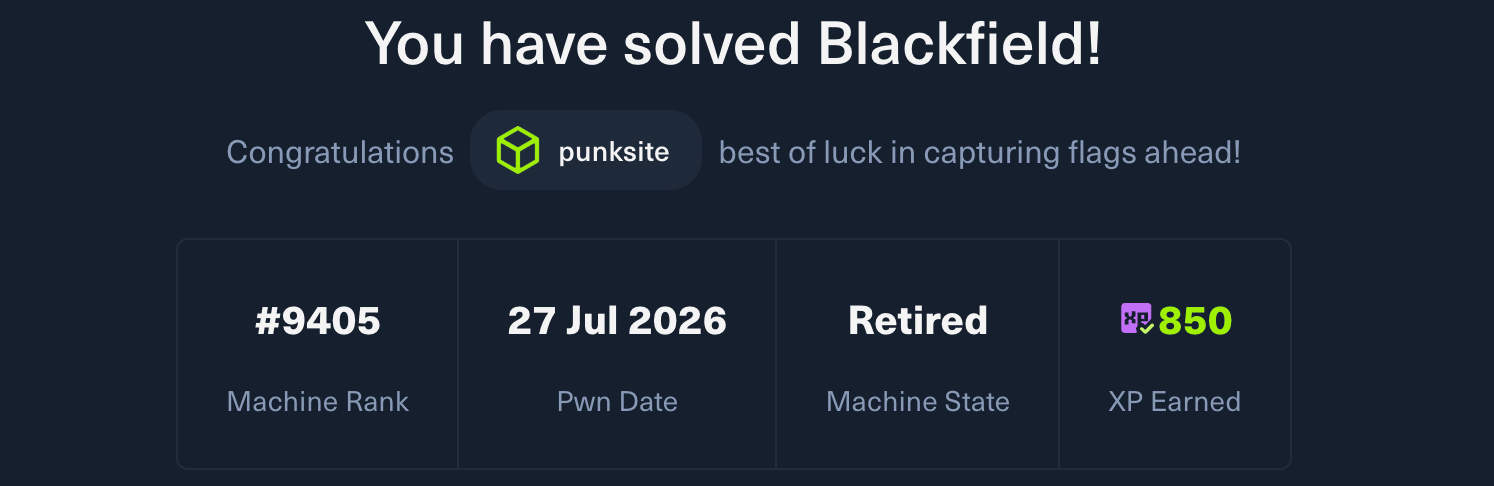 You have solved Blackfield!
Congratulations punksite best of luck in capturing flags ahead!
#9405 27 Jul 2026 Retired XP 850
Machine Rank Pwn Date Machine State XP Earned